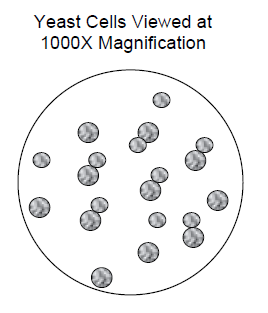 Yeast Cells Viewed at
1000X Magnification